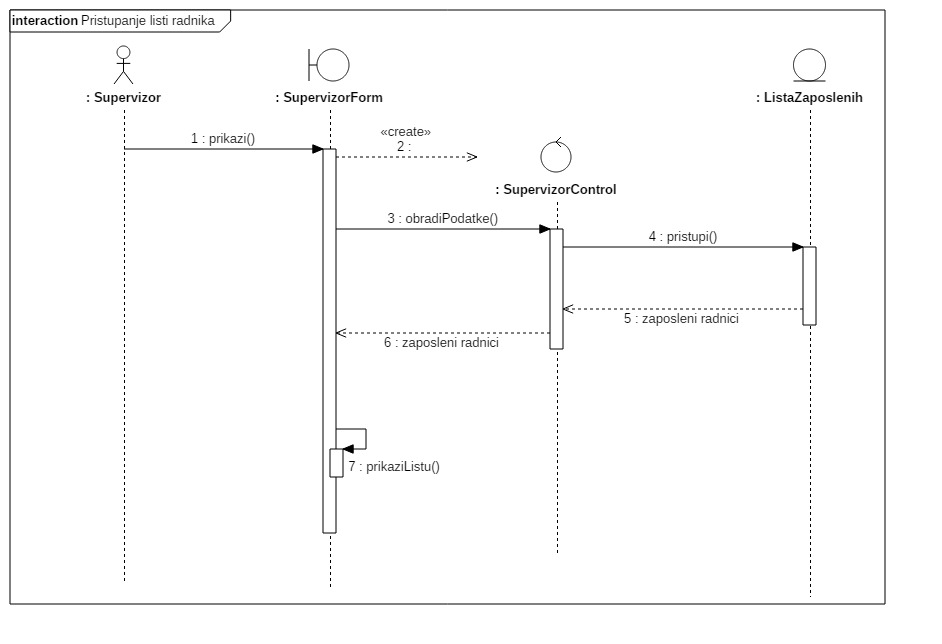 interaction Pristupanje listi radnika
: Supervizor
: SupervizorForm
: ListaZaposlenih
1 : prikazi()
«create»
2 :
: SupervizorControl
3 : obradiPodatke()
4 : pristupi()
5 : zaposleni radnici
6 : zaposleni radnici
7 : prikaziListu()